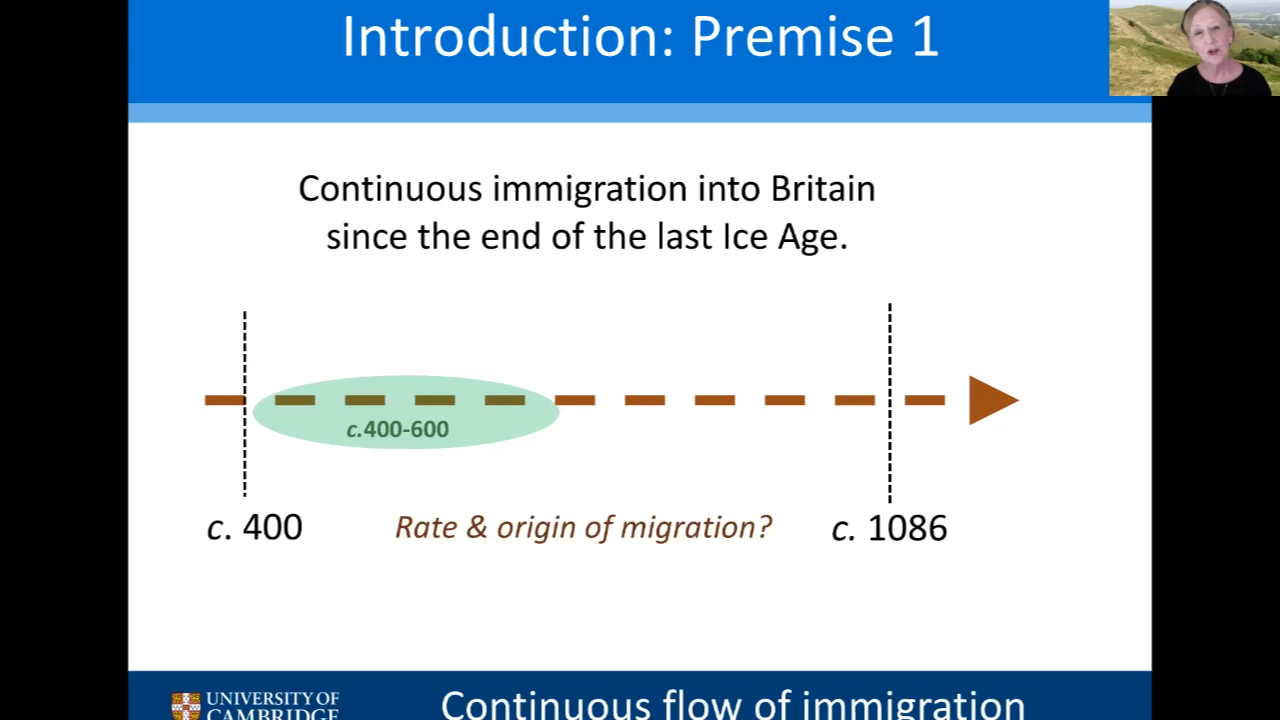 Introduction: Premise 1
Continuous immigration into Britain
since the end of the last Ice Age.
c.400-600
c. 400
Rate & origin of migration?
c. 1086
UNIVERSITY OF
CAMBRIDGE
Continuous flow of immigration